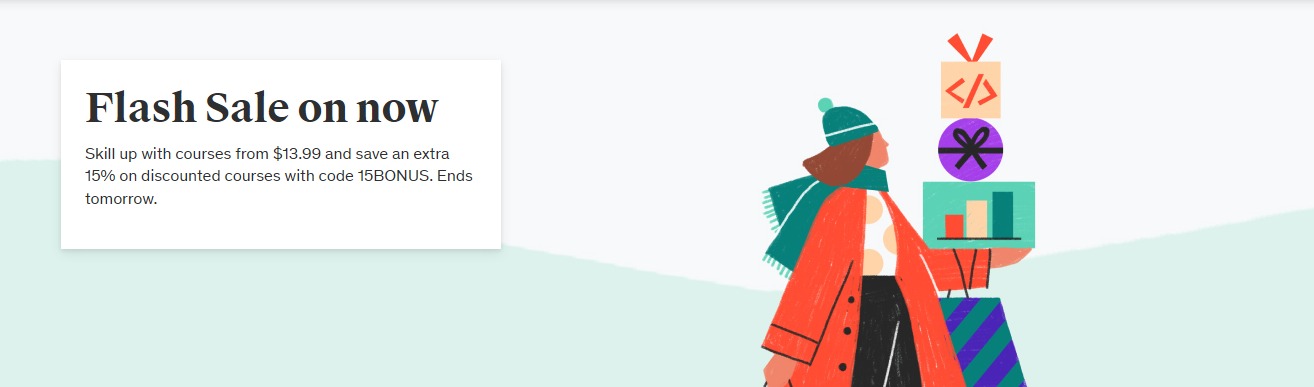 Flash Sale on now
Skill up with courses from $13.99 and save an extra
15% on discounted courses with code 15BONUS. Ends
tomorrow.
</>